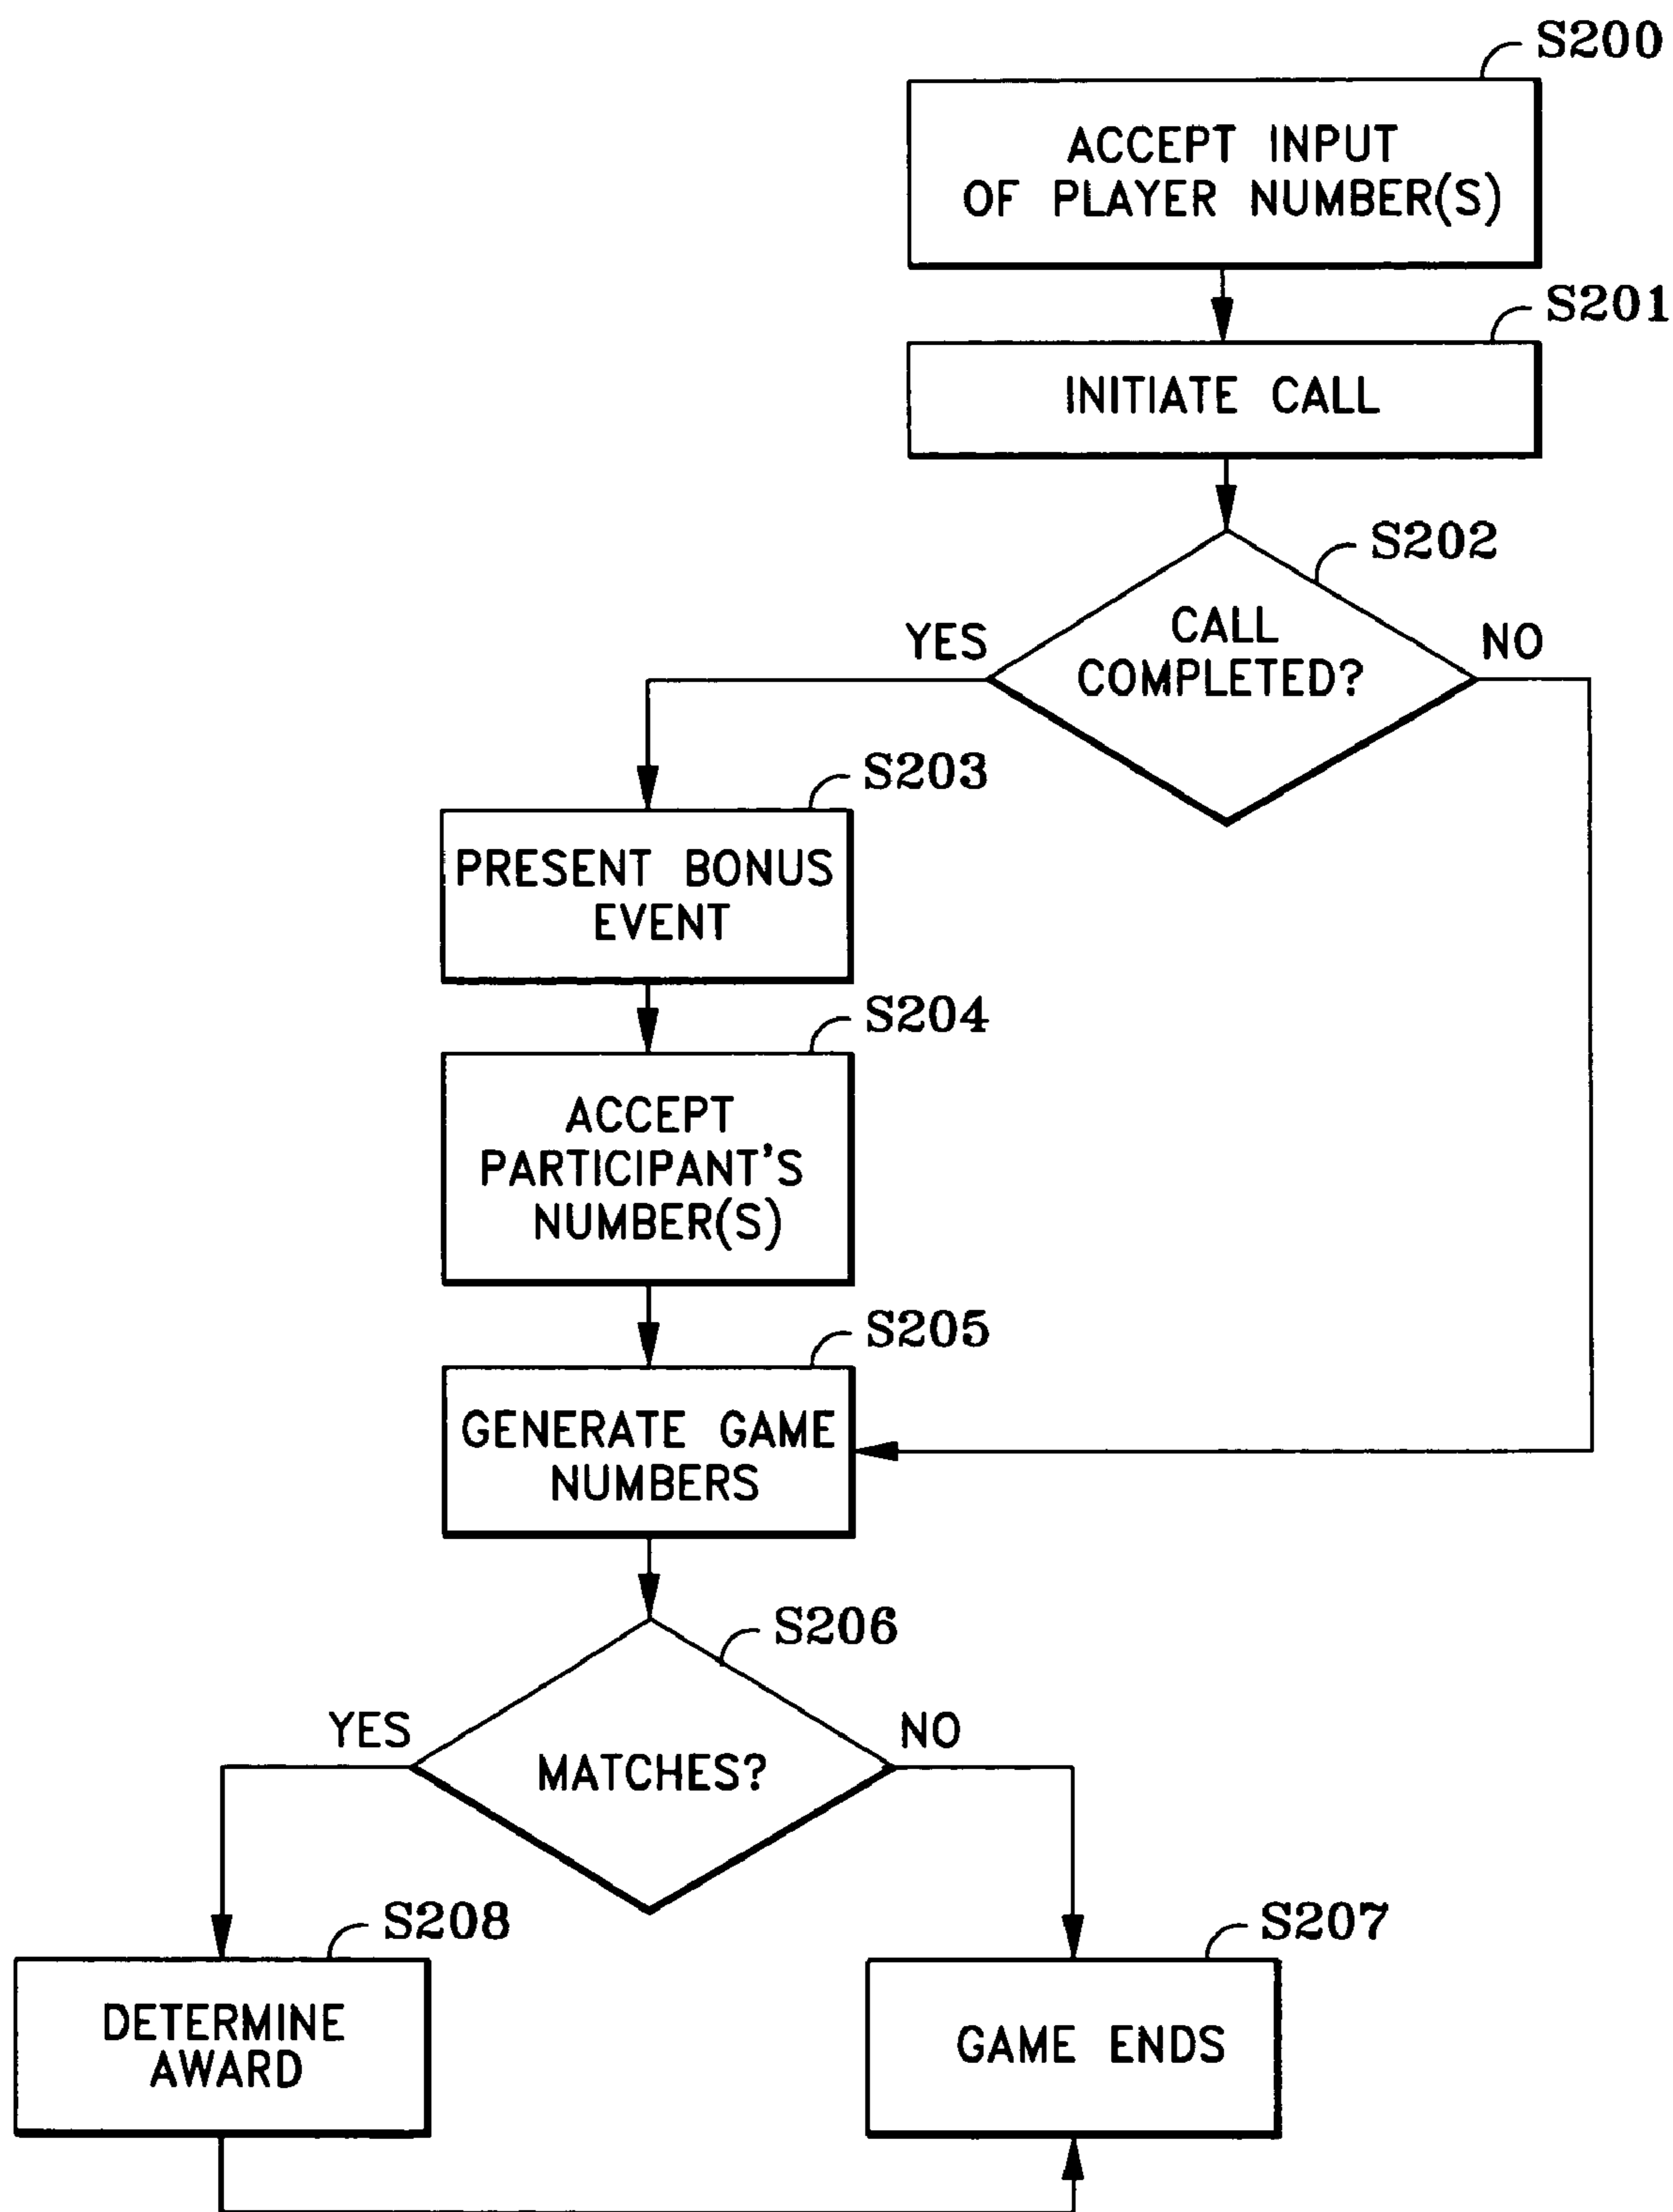 S200
ACCEPT INPUT
OF PLAYER NUMBER(S)
S201
INITIATE CALL
S202
CALL
COMPLETED?
YES
NO
S203
PRESENT BONUS
EVENT
S204
ACCEPT
PARTICIPANT'S
NUMBER(S)
S205
GENERATE GAME
NUMBERS
S206
MATCHES?
YES
NO
S208
DETERMINE
AWARD
S207
GAME ENDS